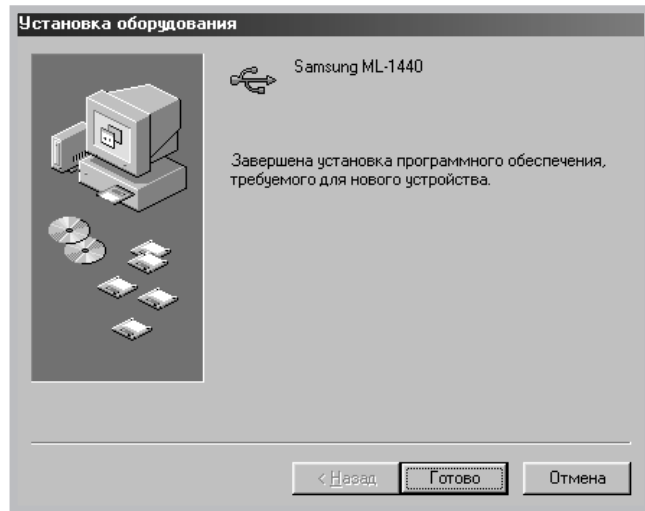 Установка оборудования
Samsung ML-1440
Завершена установка программного обеспечения,
требуемого для нового устройства.
< Назад
Готово
Отмена